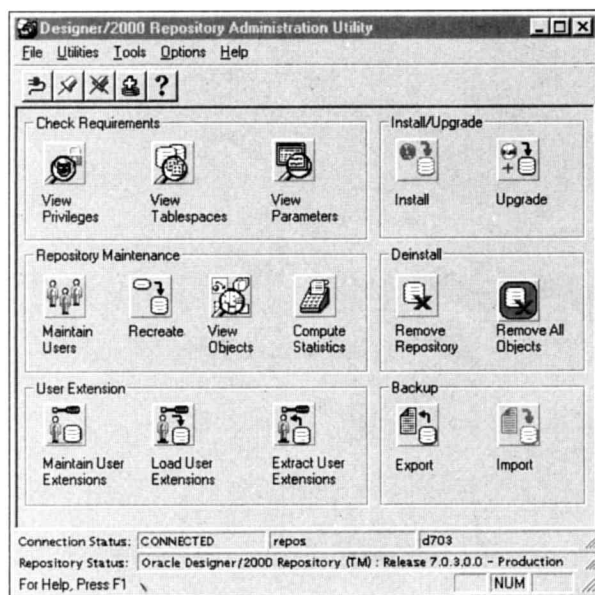 Designer/2000 Repository Administration Utility
File Utilities Tools Options Help
?
Check Requirements
View Privileges
View Tablespaces
View Parameters
Install/Upgrade
Install
Upgrade
Repository Maintenance
Maintain Users
Recreate
View Objects
Compute Statistics
Deinstall
Remove Repository
Remove All Objects
User Extension
Maintain User Extensions
Load User Extensions
Extract User Extensions
Backup
Export
Import
Connection Status: CONNECTED repos d703
Repository Status: Oracle Designer/2000 Repository (TM) : Release 7.0.3.0.0 - Production
For Help, Press F1 NUM